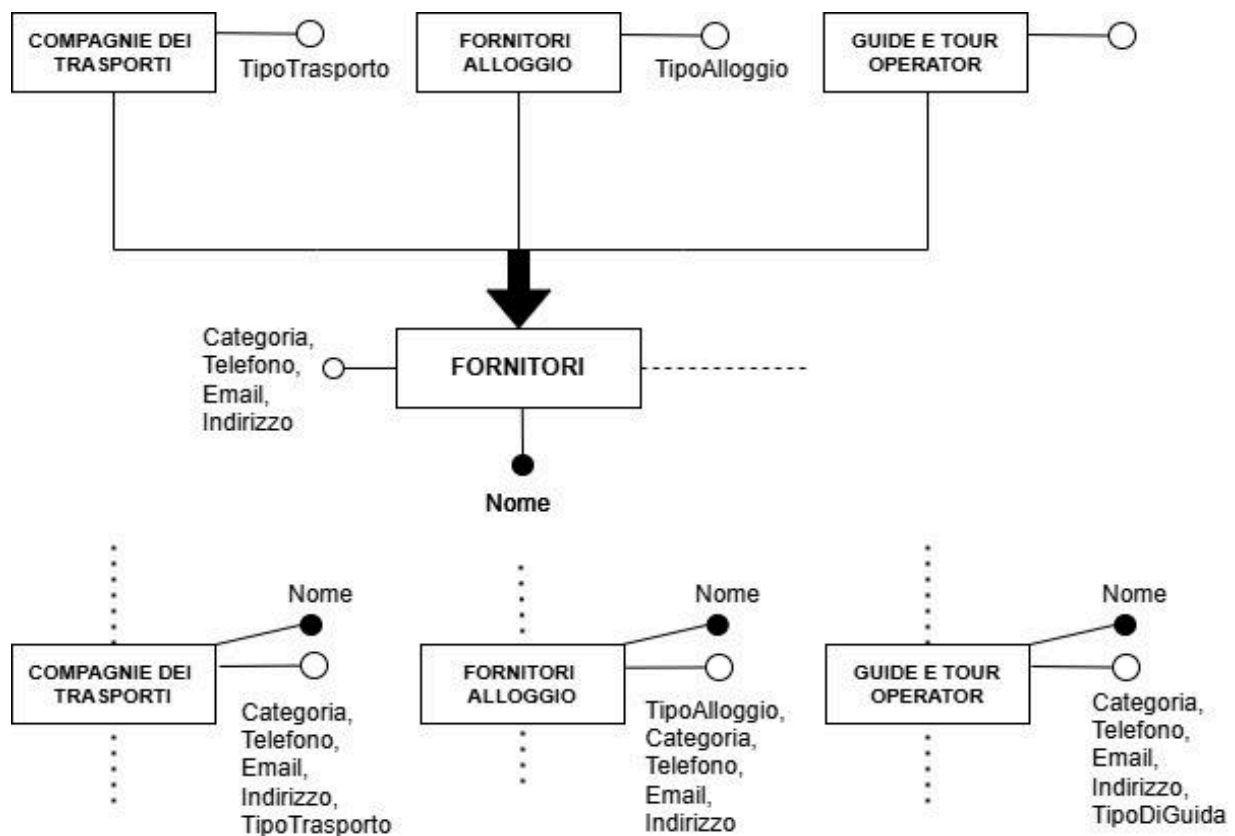 COMPAGNIE DEI
TRASPORTI
TipoTrasporto
FORNITORI
ALLOGGIO
TipoAlloggio
GUIDE E TOUR
OPERATOR
Categoria,
Telefono,
Email,
Indirizzo
FORNITORI
Nome
COMPAGNIE DEI
TRASPORTI
Nome
Categoria,
Telefono,
Email,
Indirizzo,
TipoTrasporto
FORNITORI
ALLOGGIO
Nome
TipoAlloggio,
Categoria,
Telefono,
Email,
Indirizzo
GUIDE E TOUR
OPERATOR
Nome
Categoria,
Telefono,
Email,
Indirizzo,
TipoDiGuida